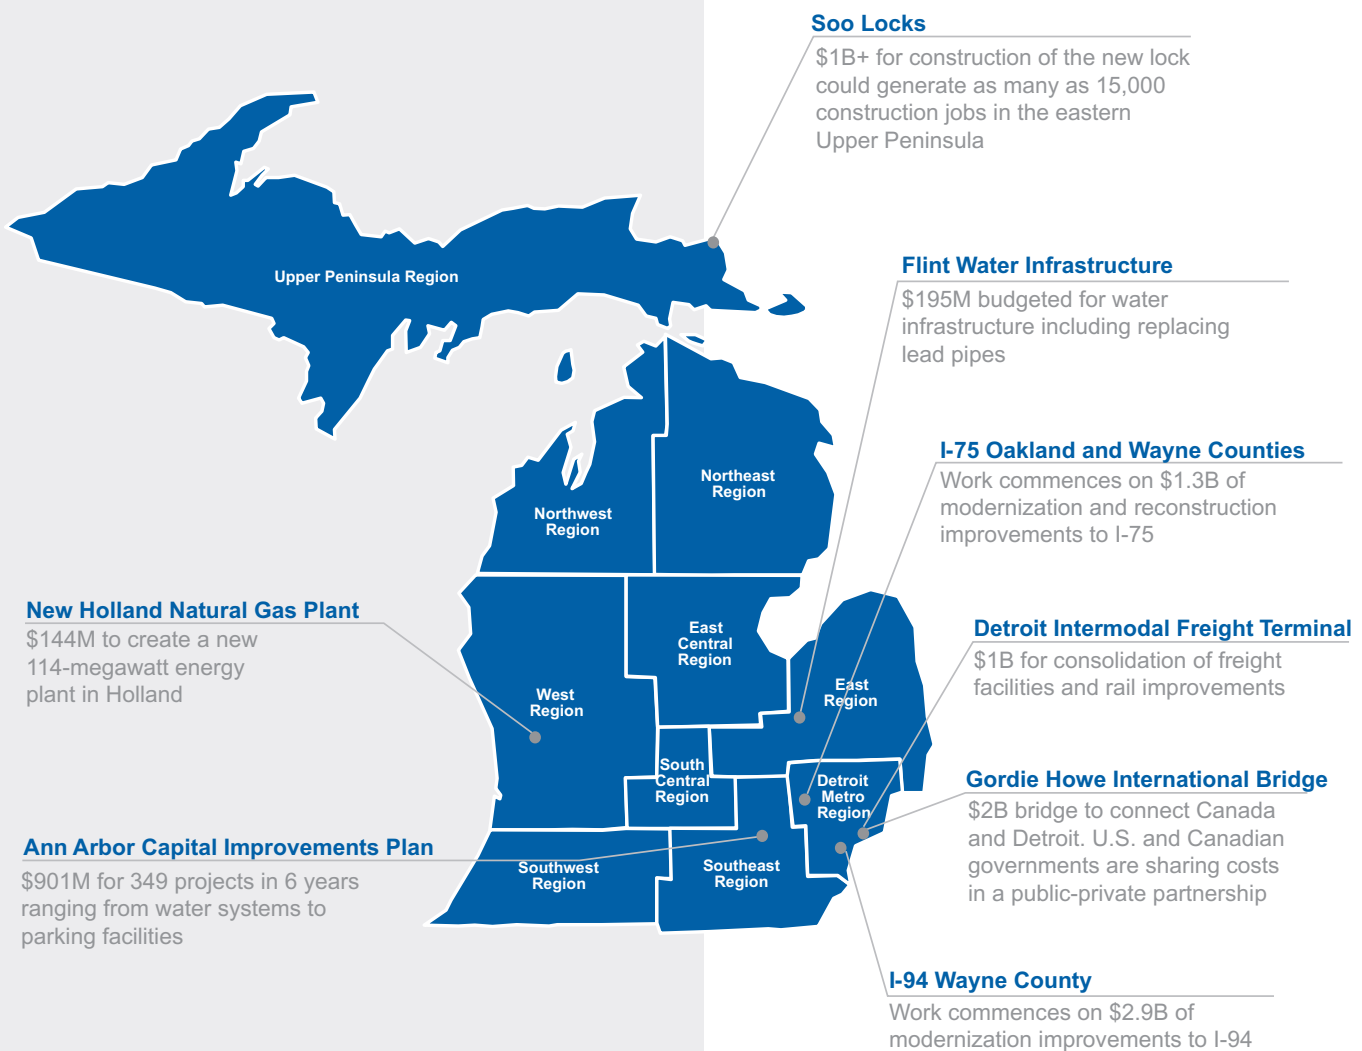 Soo Locks
$1B+ for construction of the new lock
could generate as many as 15,000
construction jobs in the eastern
Upper Peninsula
Upper Peninsula Region
Flint Water Infrastructure
$195M budgeted for water
infrastructure including replacing
lead pipes
I-75 Oakland and Wayne Counties
Work commences on $1.3B of
modernization and reconstruction
improvements to I-75
Northeast
Region
Northwest
Region
New Holland Natural Gas Plant
$144M to create a new
114-megawatt energy
plant in Holland
East
Central
Region
Detroit Intermodal Freight Terminal
$1B for consolidation of freight
facilities and rail improvements
West
Region
East
Region
South
Central
Region
Detroit
Metro
Region
Gordie Howe International Bridge
$2B bridge to connect Canada
and Detroit. U.S. and Canadian
governments are sharing costs
in a public-private partnership
Ann Arbor Capital Improvements Plan
$901M for 349 projects in 6 years
ranging from water systems to
parking facilities
Southwest
Region
Southeast
Region
I-94 Wayne County
Work commences on $2.9B of
modernization improvements to I-94